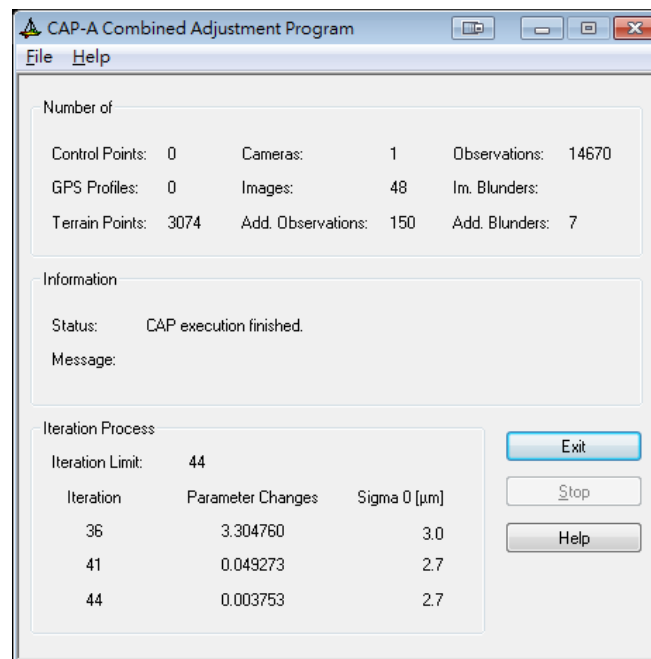 CAP-A Combined Adjustment Program
File Help
Number of
Control Points: 0 Cameras: 1 Observations: 14670
GPS Profiles: 0 Images: 48 Im. Blunders:
Terrain Points: 3074 Add. Observations: 150 Add. Blunders: 7
Information
Status: CAP execution finished.
Message:
Iteration Process
Iteration Limit: 44
Iteration Parameter Changes Sigma 0 [µm]
36 3.304760 3.0
41 0.049273 2.7
44 0.003753 2.7
Exit
Stop
Help